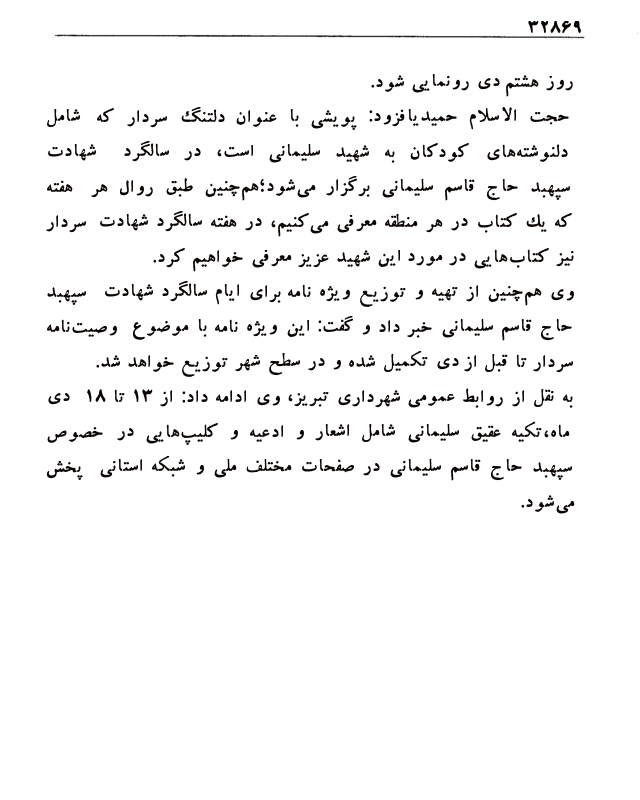 ۳۲۸۶۹
روز هشتم دی رونمایی شود.
حجت الاسلام حمیدیافزود: پویشی با عنوان دلتنگ سردار که شامل
دلنوشته‌های کودکان به شهید سلیمانی است، در سالگرد شهادت
سپهبد حاج قاسم سلیمانی برگزار می‌شود؛هم‌چنین طبق روال هر هفته
که یك کتاب در هر منطقه معرفی می‌کنیم، در هفته سالگرد شهادت سردار
نیز کتاب‌هایی در مورد این شهید عزیز معرفی خواهیم کرد.
وی هم‌چنین از تهیه و توزیع ویژه نامه برای ایام سالگرد شهادت سپهبد
حاج قاسم سلیمانی خبر داد و گفت: این ویژه نامه با موضوع وصیت‌نامه
سردار تا قبل از دی تکمیل شده و در سطح شهر توزیع خواهد شد.
به نقل از روابط عمومی شهرداری تبریز، وی ادامه داد: از ۱۳ تا ۱۸ دی
ماه،تکیه عقیق سلیمانی شامل اشعار و ادعیه و کلیپ‌هایی در خصوص
سپهبد حاج قاسم سلیمانی در صفحات مختلف ملی و شبکه استانی پخش
می‌شود.